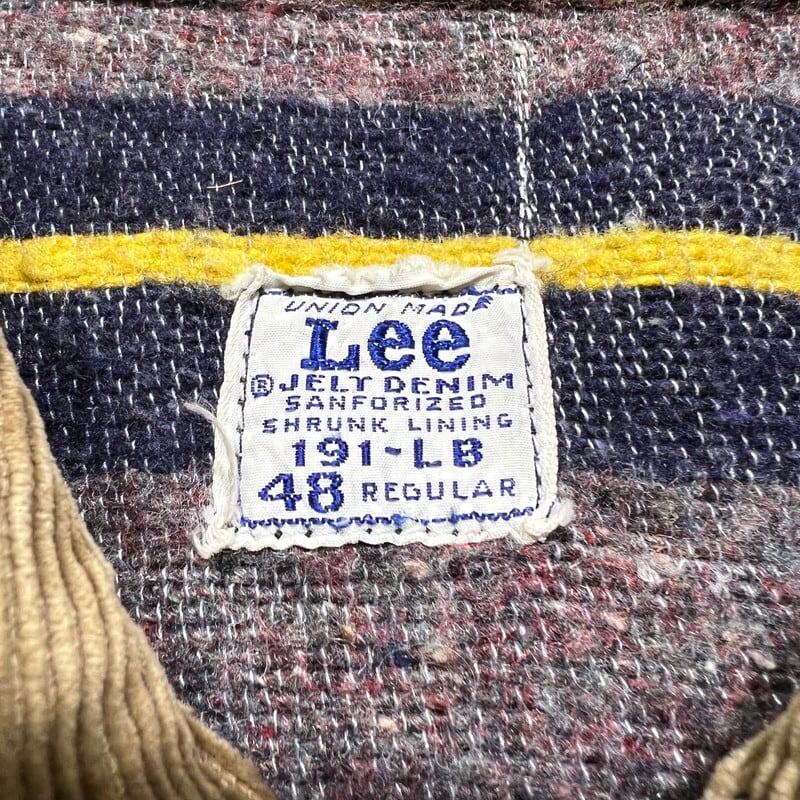 UNION MADE
Lee
® JELT DENIM
SANFORIZED
SHRUNK LINING
191-LB
48 REGULAR